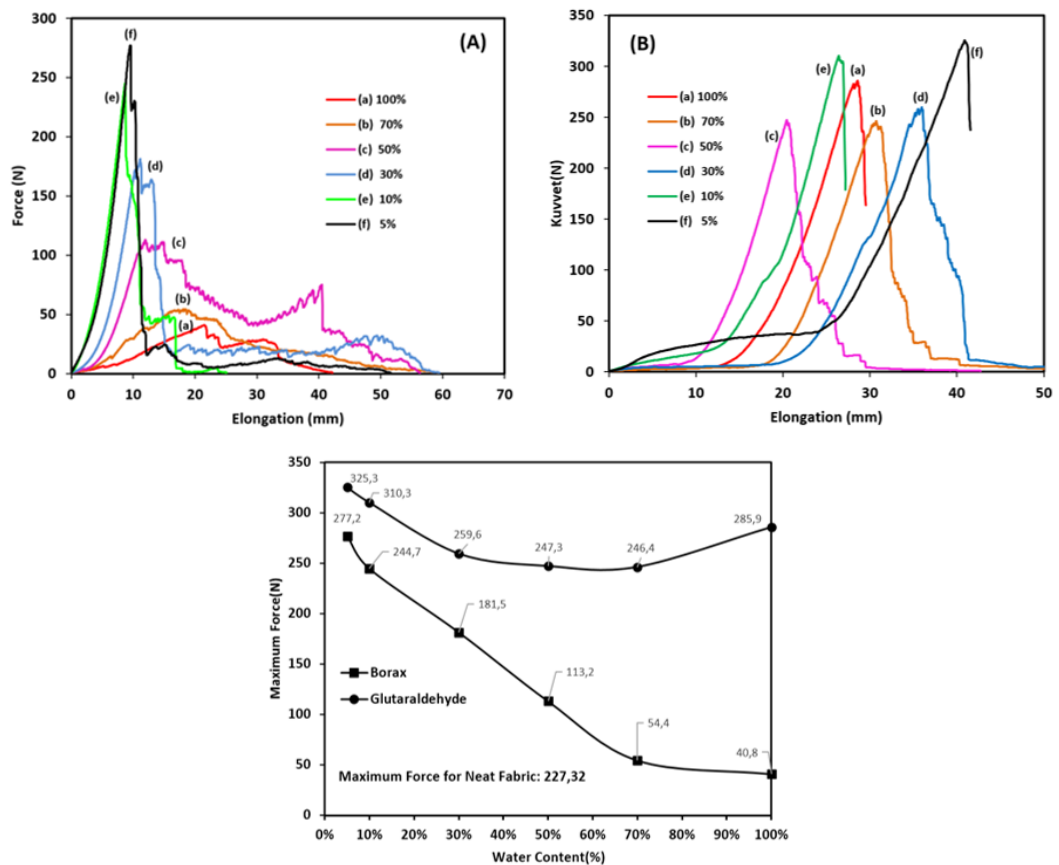 (A)
Force (N)
300
250
200
150
100
50
0
(f)
(e)
(d)
(c)
(b)
(a)
(a) 100%
(b) 70%
(c) 50%
(d) 30%
(e) 10%
(f) 5%
0 10 20 30 40 50 60 70
Elongation (mm)
(B)
Kuvvet(N)
350
300
250
200
150
300
50
0
(c)
(e)
(a)
(b)
(d)
(f)
(a) 100%
(b) 70%
(c) 50%
(d) 30%
(e) 10%
(f) 5%
0 10 20 30 40 50
Elongation (mm)
Maximum Force(N)
350
300
250
200
150
100
50
0
325,3
310,3
259,6
247,3
246,4
285,9
277,2
244,7
181,5
113,2
54,4
40,8
Borax
Glutaraldehyde
Maximum Force for Neat Fabric: 227,32
0% 10% 20% 30% 40% 50% 60% 70% 80% 90% 100%
Water Content(%)